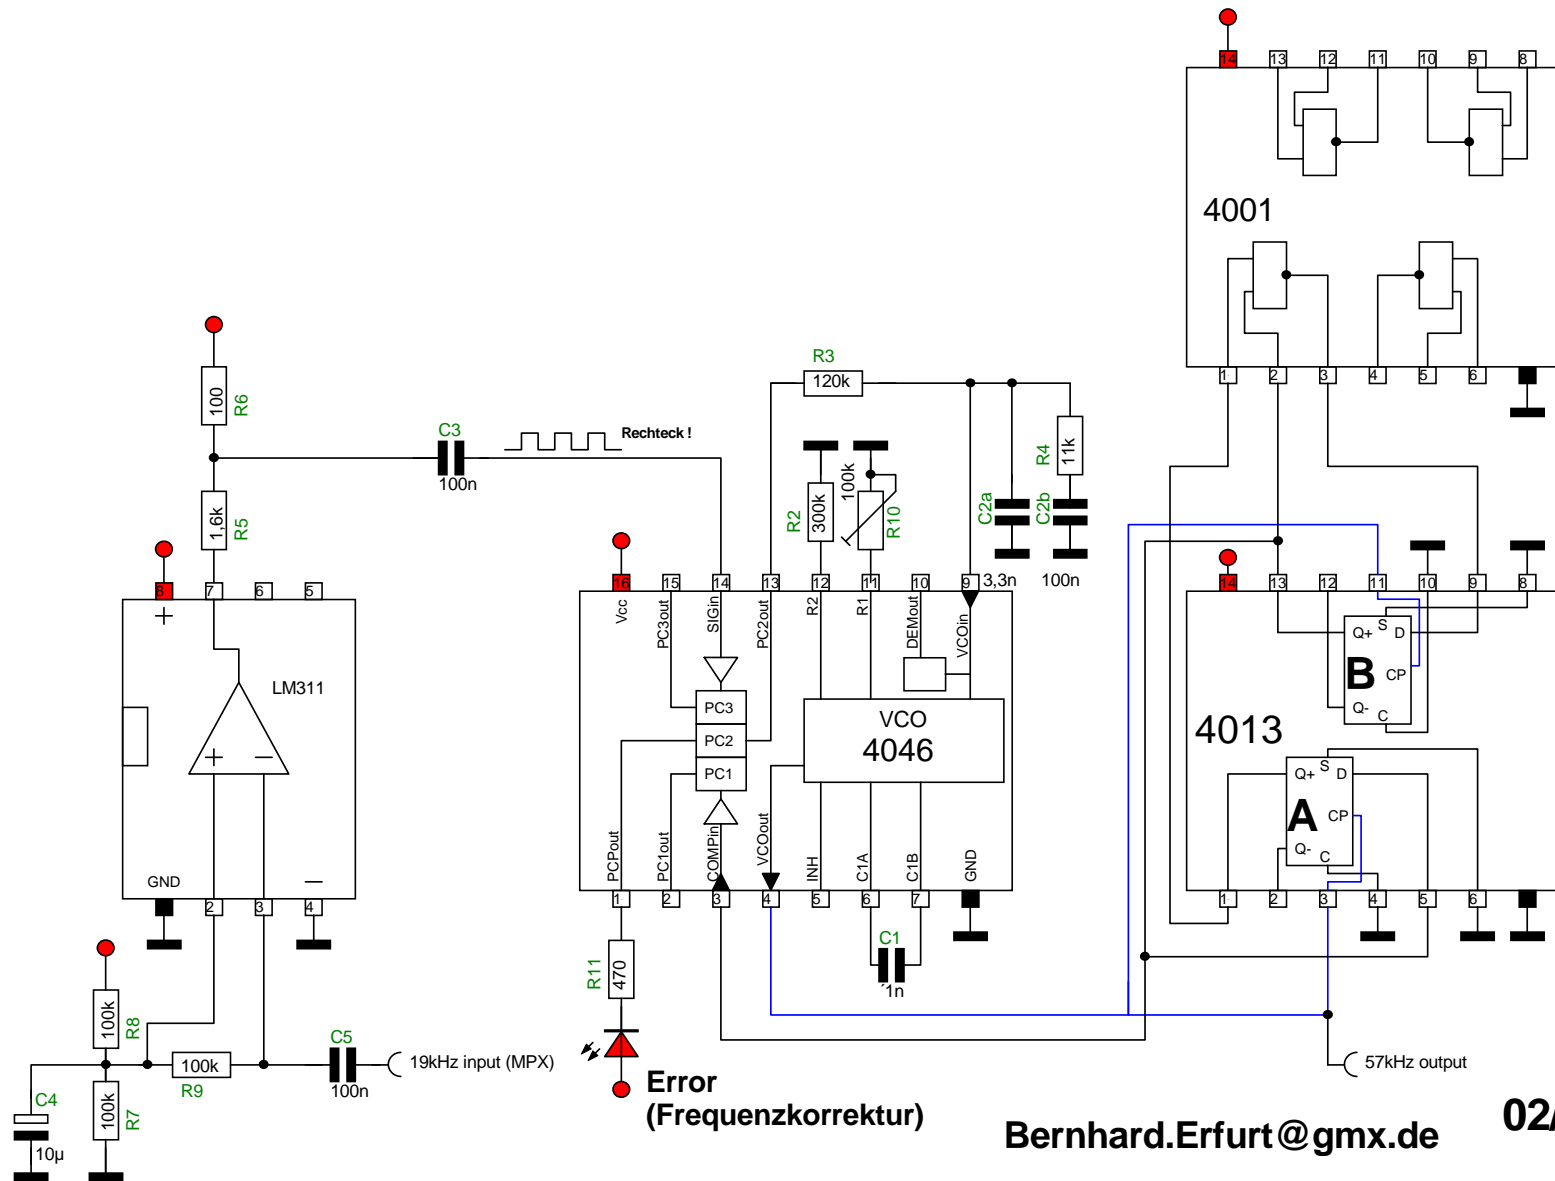 14 13 12 11 10 9 8
4001
1 2 3 4 5 6
R3
120k
100
R6
C3
100n
Rechteck !
1,6k
R5
R2
300k
100k
R10
R4
11k
C2a
C2b
3,3n
100n
8 7 6 5
+
LM311
+ −
GND
−
2 3 4
16 15 14 13 12 11 10 9
Vcc PC3out SIGin PC2out R2 R1 DEMout VCOin
PC3
PC2
PC1
VCO
4046
PCPout PC1out COMPin VCOout INH C1A C1B GND
1 2 3 4 5 6 7
14 13 12 11 10 9 8
Q+ S D
B CP
Q- C
4013
Q+ S D
A CP
Q- C
1 2 3 4 5 6
R11
470
C1
´1n
R8
100k
100k
R9
C5
100n
19kHz input (MPX)
C4
10µ
R7
100k
57kHz output
Error
(Frequenzkorrektur)
Bernhard.Erfurt@gmx.de
02/